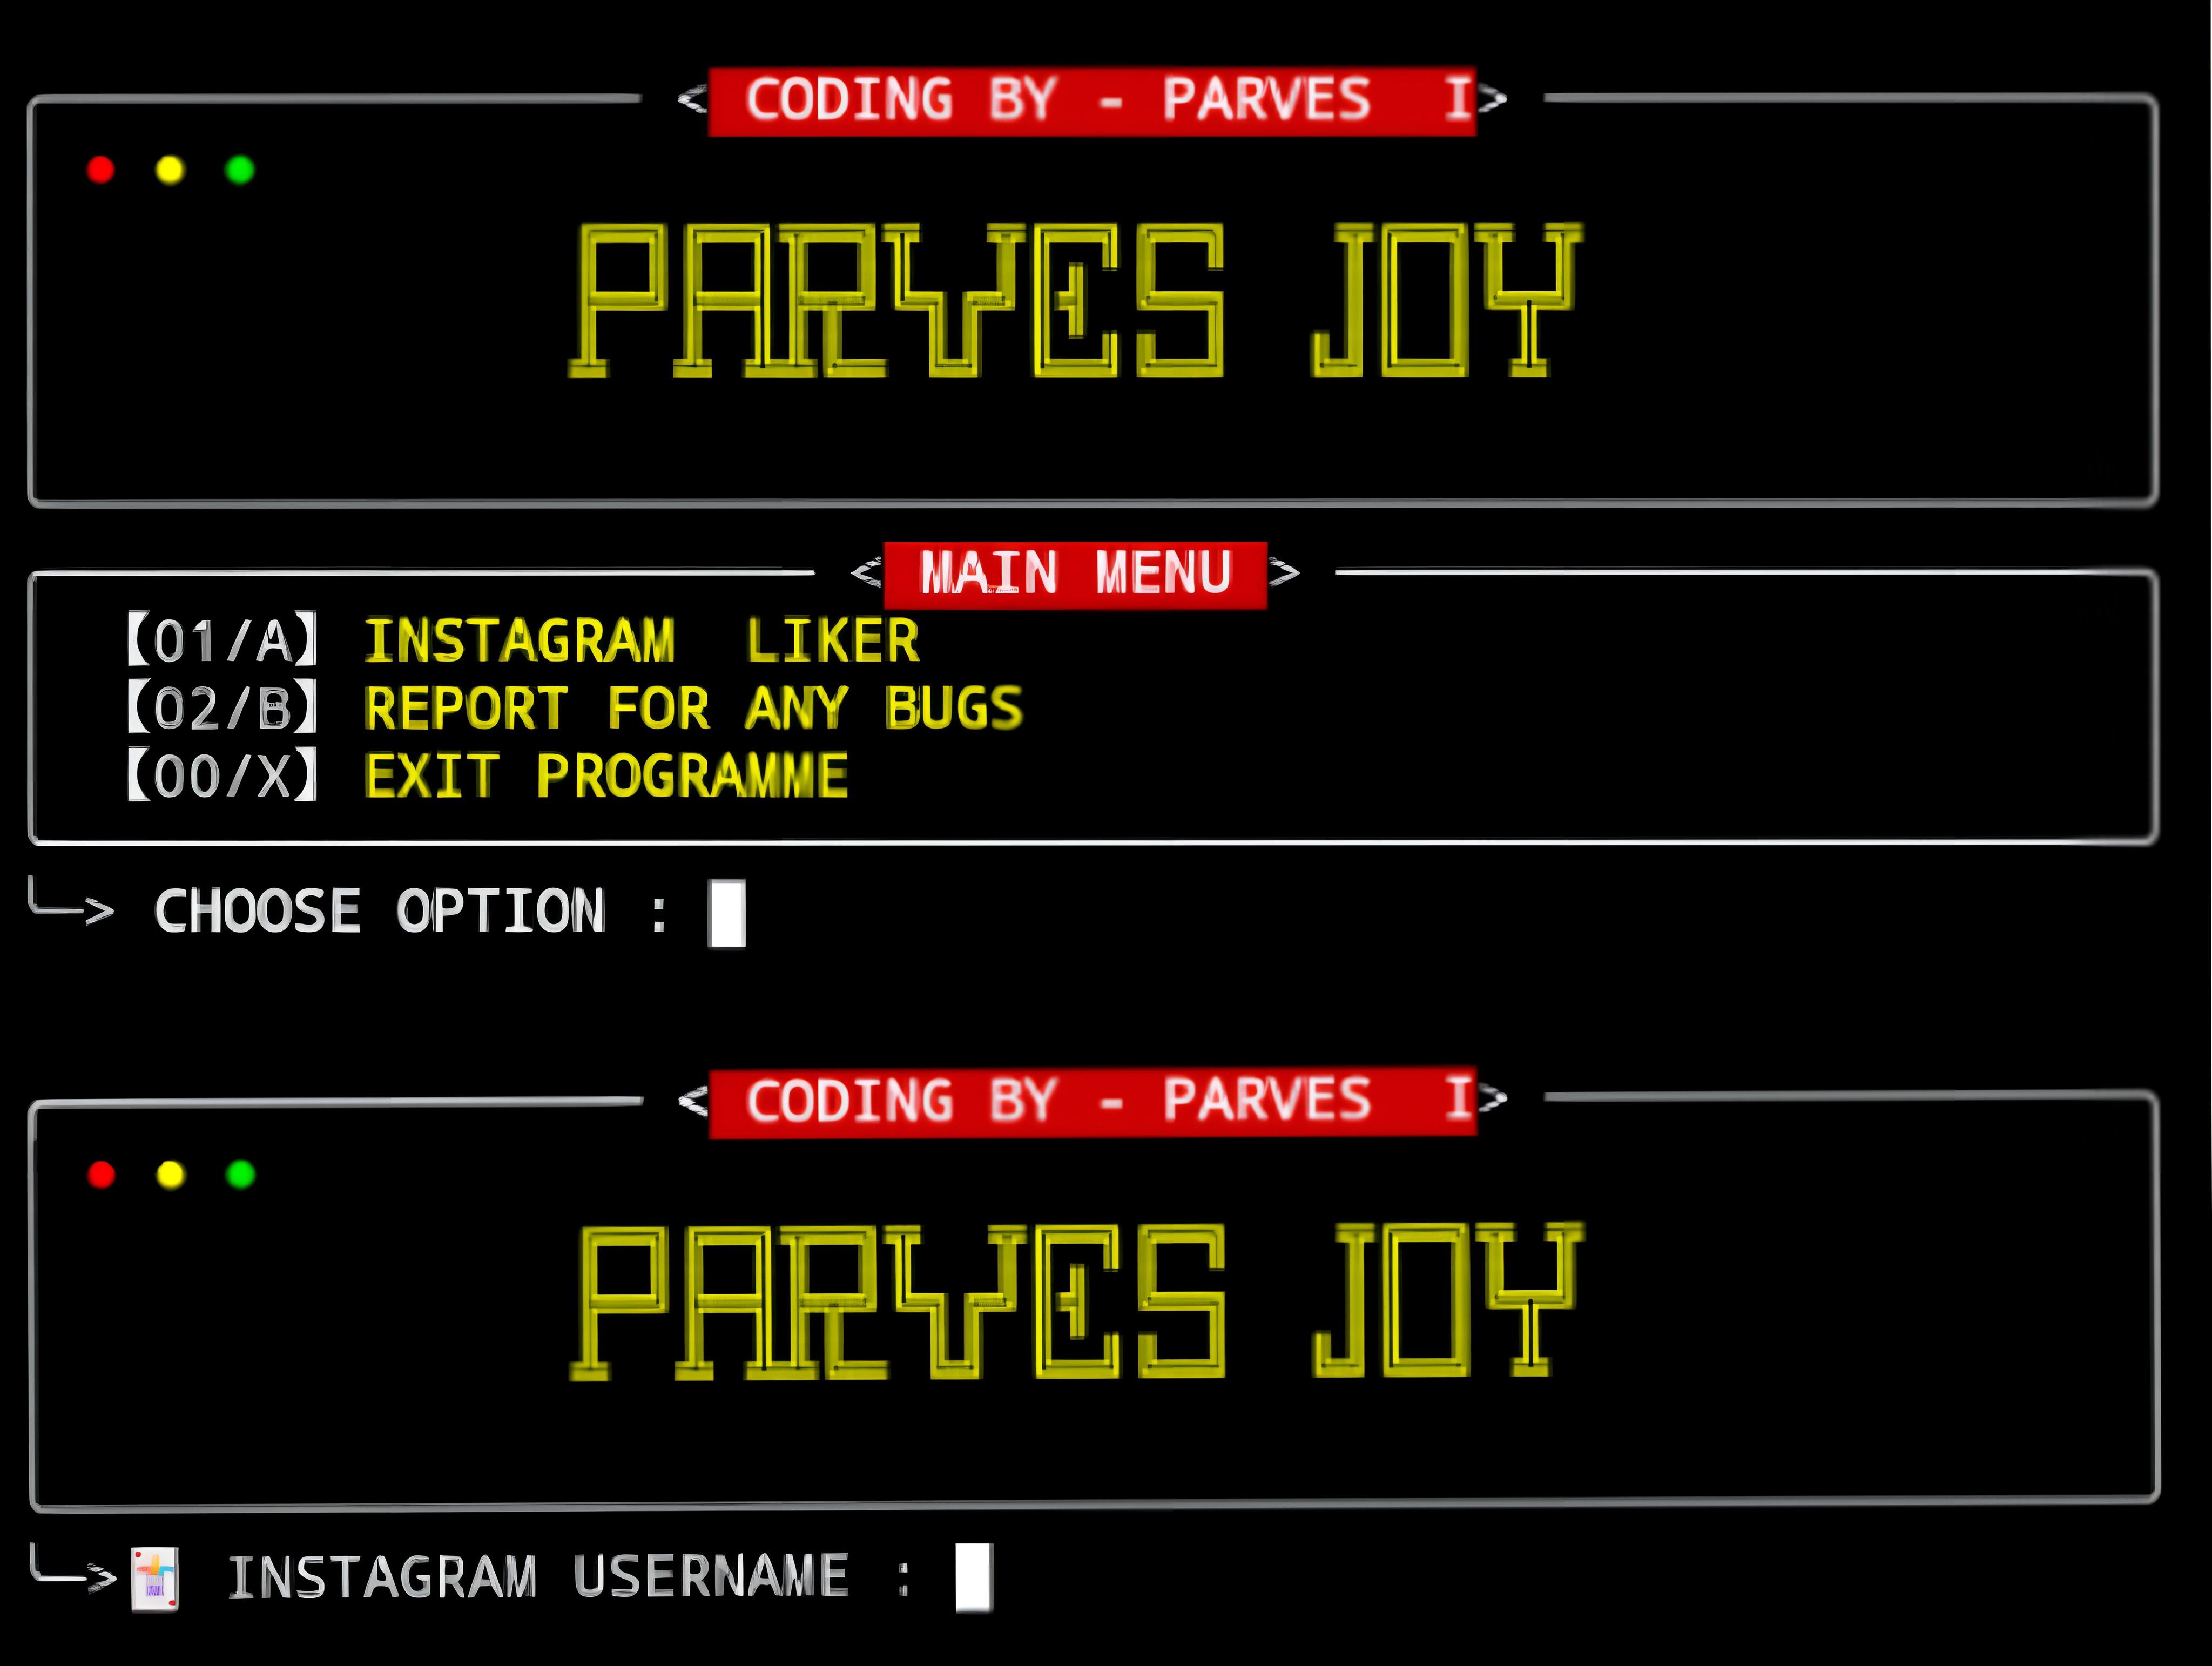 CODING BY - PARVES I
PARVES JOY
MAIN MENU
【01/A】 INSTAGRAM LIKER
【02/B】 REPORT FOR ANY BUGS
【00/X】 EXIT PROGRAMME
CHOOSE OPTION :
CODING BY - PARVES I
PARVES JOY
INSTAGRAM USERNAME :